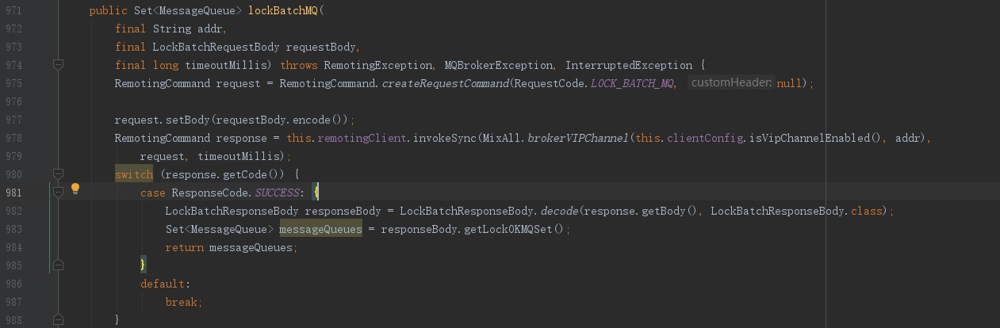 971 public Set<MessageQueue> lockBatchMQ(
972 final String addr,
973 final LockBatchRequestBody requestBody,
974 final long timeoutMillis) throws RemotingException, MQBrokerException, InterruptedException {
975 RemotingCommand request = RemotingCommand.createRequestCommand(RequestCode.LOCK_BATCH_MQ, customHeader: null);
976
977 request.setBody(requestBody.encode());
978 RemotingCommand response = this.remotingClient.invokeSync(MixAll.brokerVIPChannel(this.clientConfig.isVipChannelEnabled(), addr),
979 request, timeoutMillis);
980 switch (response.getCode()) {
981 case ResponseCode.SUCCESS: {
982 LockBatchResponseBody responseBody = LockBatchResponseBody.decode(response.getBody(), LockBatchResponseBody.class);
983 Set<MessageQueue> messageQueues = responseBody.getLockOKMQSet();
984 return messageQueues;
985 }
986 default:
987 break;
988 }